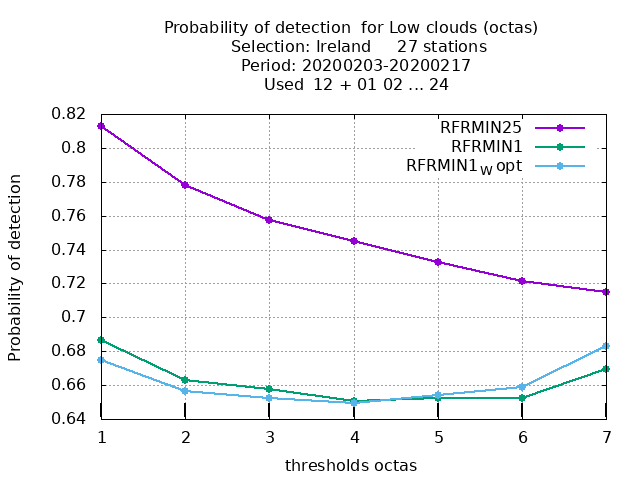 Probability of detection  for Low clouds (octas)
Selection: Ireland     27 stations
Period: 20200203-20200217
Used  12 + 01 02 ... 24
0.82
0.8
0.78
0.76
0.74
0.72
0.7
0.68
0.66
0.64
Probability of detection
RFRMIN25
RFRMIN1
RFRMIN1W opt
1 2 3 4 5 6 7
thresholds octas